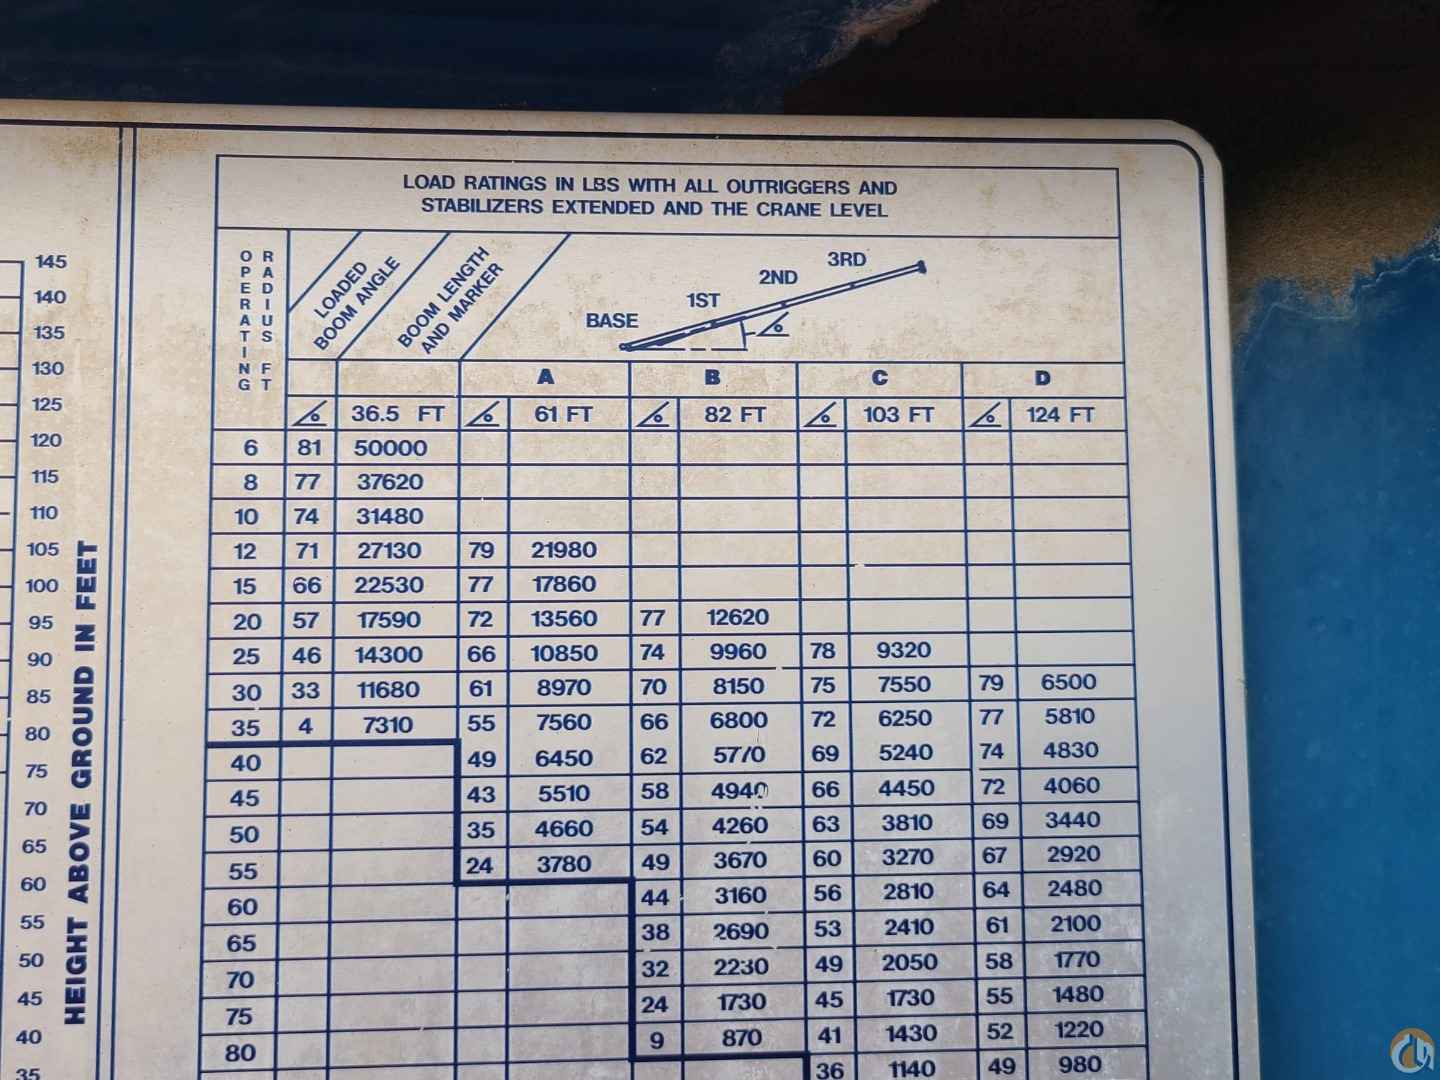 145
140
135
130
125
120
115
110
105
100
95
90
85
80
75
70
65
60
55
50
45
40
35
HEIGHT ABOVE GROUND IN FEET
LOAD RATINGS IN LBS WITH ALL OUTRIGGERS AND
STABILIZERS EXTENDED AND THE CRANE LEVEL
OPERATING
RADIUS FT
LOADED
BOOM ANGLE
BOOM LENGTH
AND MARKER
BASE 1ST 2ND 3RD
A B C D
36.5 FT 61 FT 82 FT 103 FT 124 FT
6 81 50000
8 77 37620
10 74 31480
12 71 27130 79 21980
15 66 22530 77 17860
20 57 17590 72 13560 77 12620
25 46 14300 66 10850 74 9960 78 9320
30 33 11680 61 8970 70 8150 75 7550 79 6500
35 4 7310 55 7560 66 6800 72 6250 77 5810
40 49 6450 62 5770 69 5240 74 4830
45 43 5510 58 4940 66 4450 72 4060
50 35 4660 54 4260 63 3810 69 3440
55 24 3780 49 3670 60 3270 67 2920
60 44 3160 56 2810 64 2480
65 38 2690 53 2410 61 2100
70 32 2230 49 2050 58 1770
75 24 1730 45 1730 55 1480
80 9 870 41 1430 52 1220
36 1140 49 980